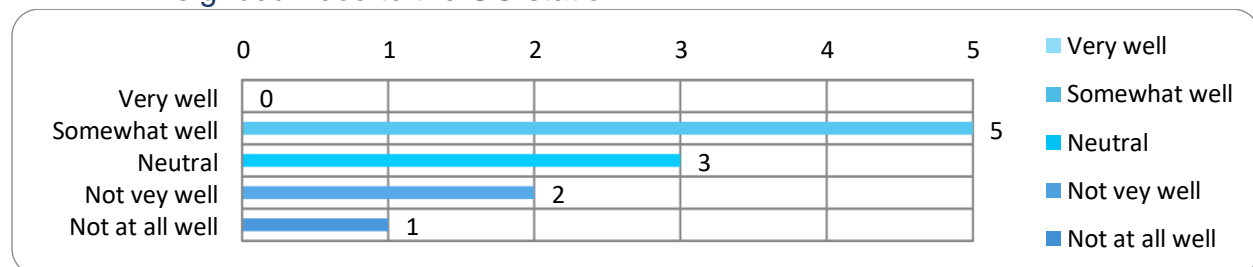 0 1 2 3 4 5
Very well 0
Somewhat well 5
Neutral 3
Not vey well 2
Not at all well 1
Very well
Somewhat well
Neutral
Not vey well
Not at all well